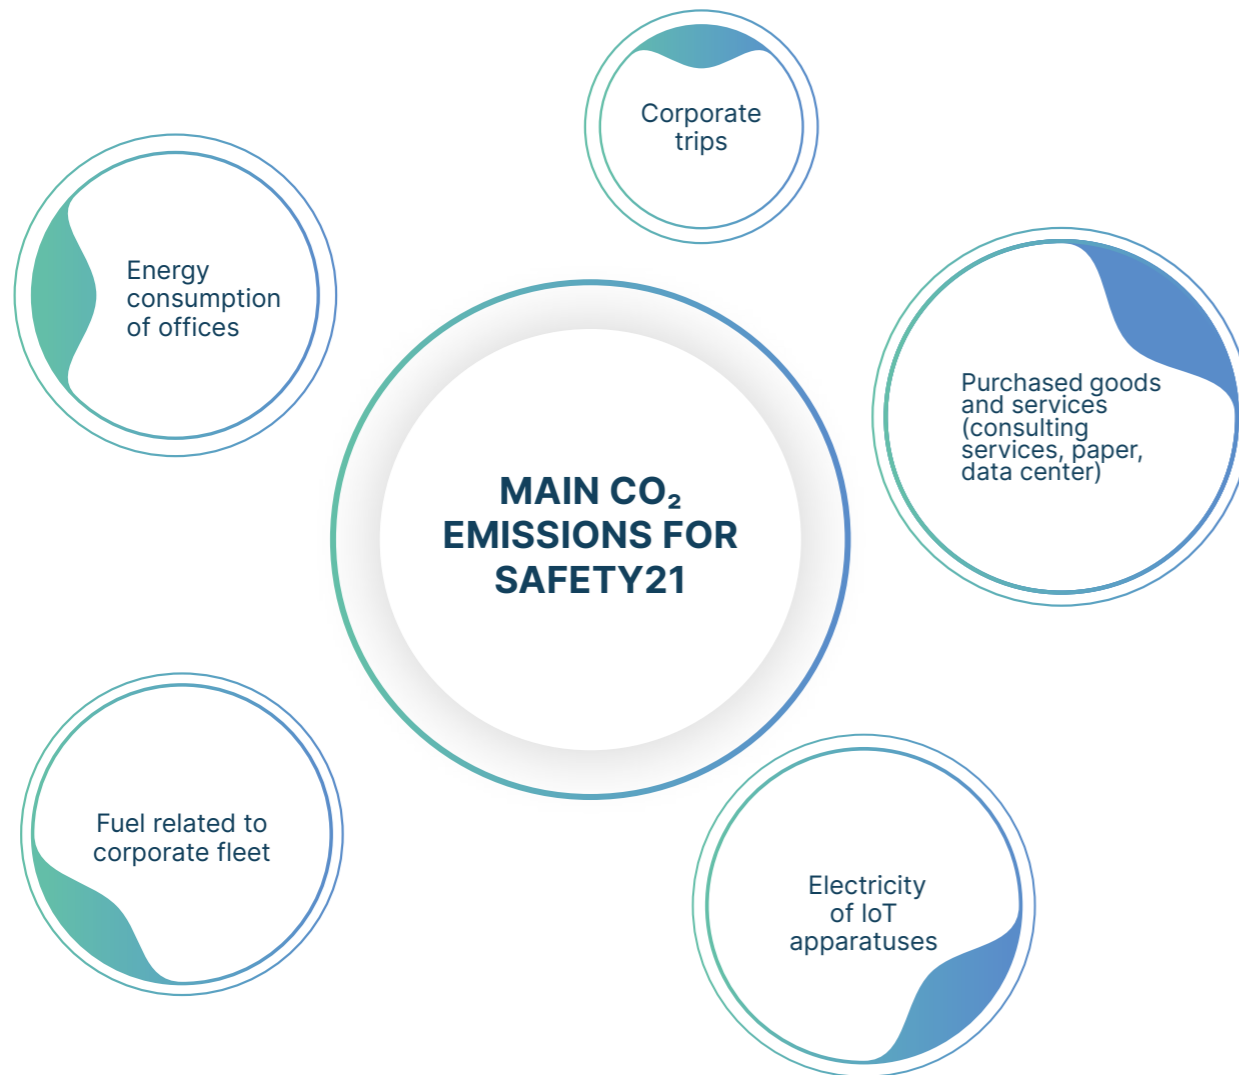 Corporate
trips
Energy
consumption
of offices
Purchased goods
and services
(consulting
services, paper,
data center)
MAIN CO₂
EMISSIONS FOR
SAFETY21
Fuel related to
corporate fleet
Electricity
of IoT
apparatuses